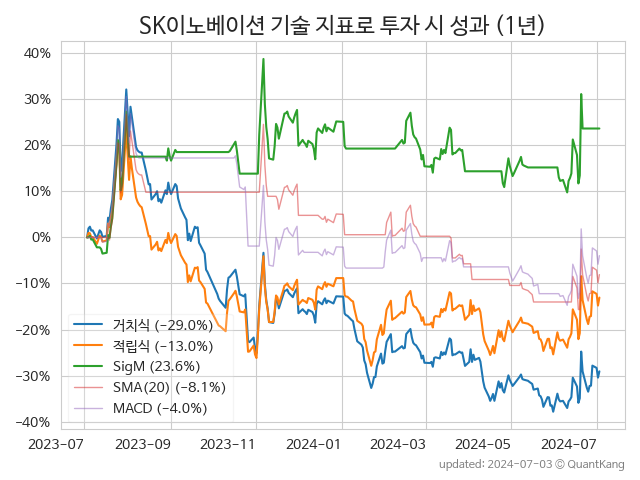 SK이노베이션 기술 지표로 투자 시 성과 (1년)
40%
30%
20%
10%
0%
−10%
−20%
−30%
−40%
거치식 (−29.0%)
적립식 (−13.0%)
SigM (23.6%)
SMA(20) (−8.1%)
MACD (−4.0%)
2023-07 2023-09 2023-11 2024-01 2024-03 2024-05 2024-07
updated: 2024-07-03 © QuantKang